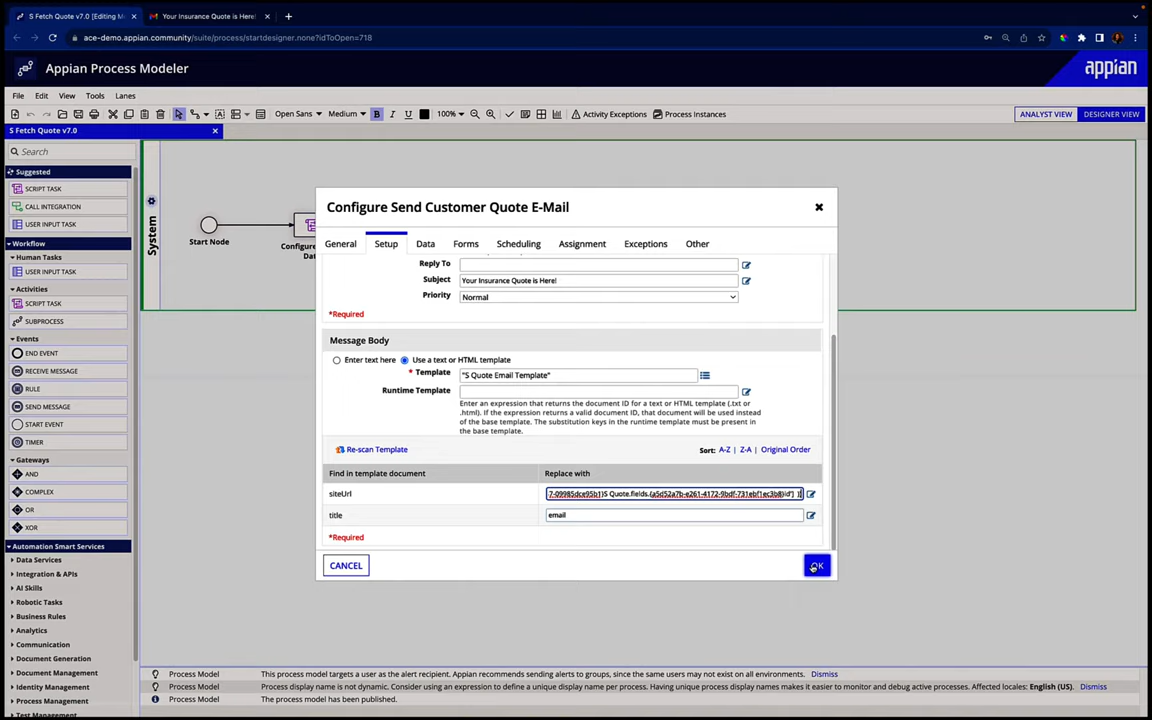 S Fetch Quote v7.0 [Editing M
Your Insurance Quote is Here!
ace-demo.appian.community/suite/process/startdesigner.none?idToOpen=718
Appian Process Modeler
appian
File Edit View Tools Lanes
Open Sans Medium B I U 100% Activity Exceptions Process Instances ANALYST VIEW DESIGNER VIEW
S Fetch Quote v7.0
Search
Suggested
SCRIPT TASK
CALL INTEGRATION
USER INPUT TASK
Workflow
Human Tasks
USER INPUT TASK
Activities
SCRIPT TASK
SUBPROCESS
Events
END EVENT
RECEIVE MESSAGE
RULE
SEND MESSAGE
START EVENT
TIMER
Gateways
AND
COMPLEX
OR
XOR
Automation Smart Services
Data Services
Integration & APIs
AI Skills
Robotic Tasks
Business Rules
Analytics
Communication
Document Generation
Document Management
Identity Management
Process Management
System
Start Node
Configure
Dat
Configure Send Customer Quote E-Mail
General Setup Data Forms Scheduling Assignment Exceptions Other
Reply To
Subject Your Insurance Quote is Here!
Priority Normal
*Required
Message Body
Enter text here Use a text or HTML template
* Template "S Quote Email Template"
Runtime Template
Enter an expression that returns the document ID for a text or HTML template (.txt or
.html). If the expression returns a valid document ID, that document will be used instead
of the base template. The substitution keys in the runtime template must be present in
the base template.
Re-scan Template Sort: A-Z | Z-A | Original Order
Find in template document Replace with
siteUrl 7-09985dce95b1}S Quote.fields.{a5d52a7b-e261-4172-9bdf-731ebf1ec3b8}id'] )}
title email
*Required
CANCEL OK
Process Model This process model targets a user as the alert recipient. Appian recommends sending alerts to groups, since the same users may not exist on all environments. Dismiss
Process Model Process display name is not dynamic. Consider using an expression to define a unique display name per process. Having unique process display names makes it easier to monitor and debug active processes. Affected locales: English (US). Dismiss
Process Model The process model has been published.